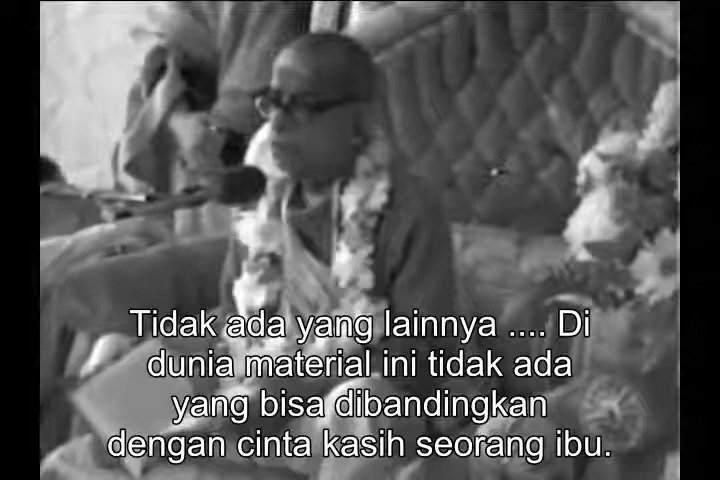 Tidak ada yang lainnya .... Di
dunia material ini tidak ada
yang bisa dibandingkan
dengan cinta kasih seorang ibu.